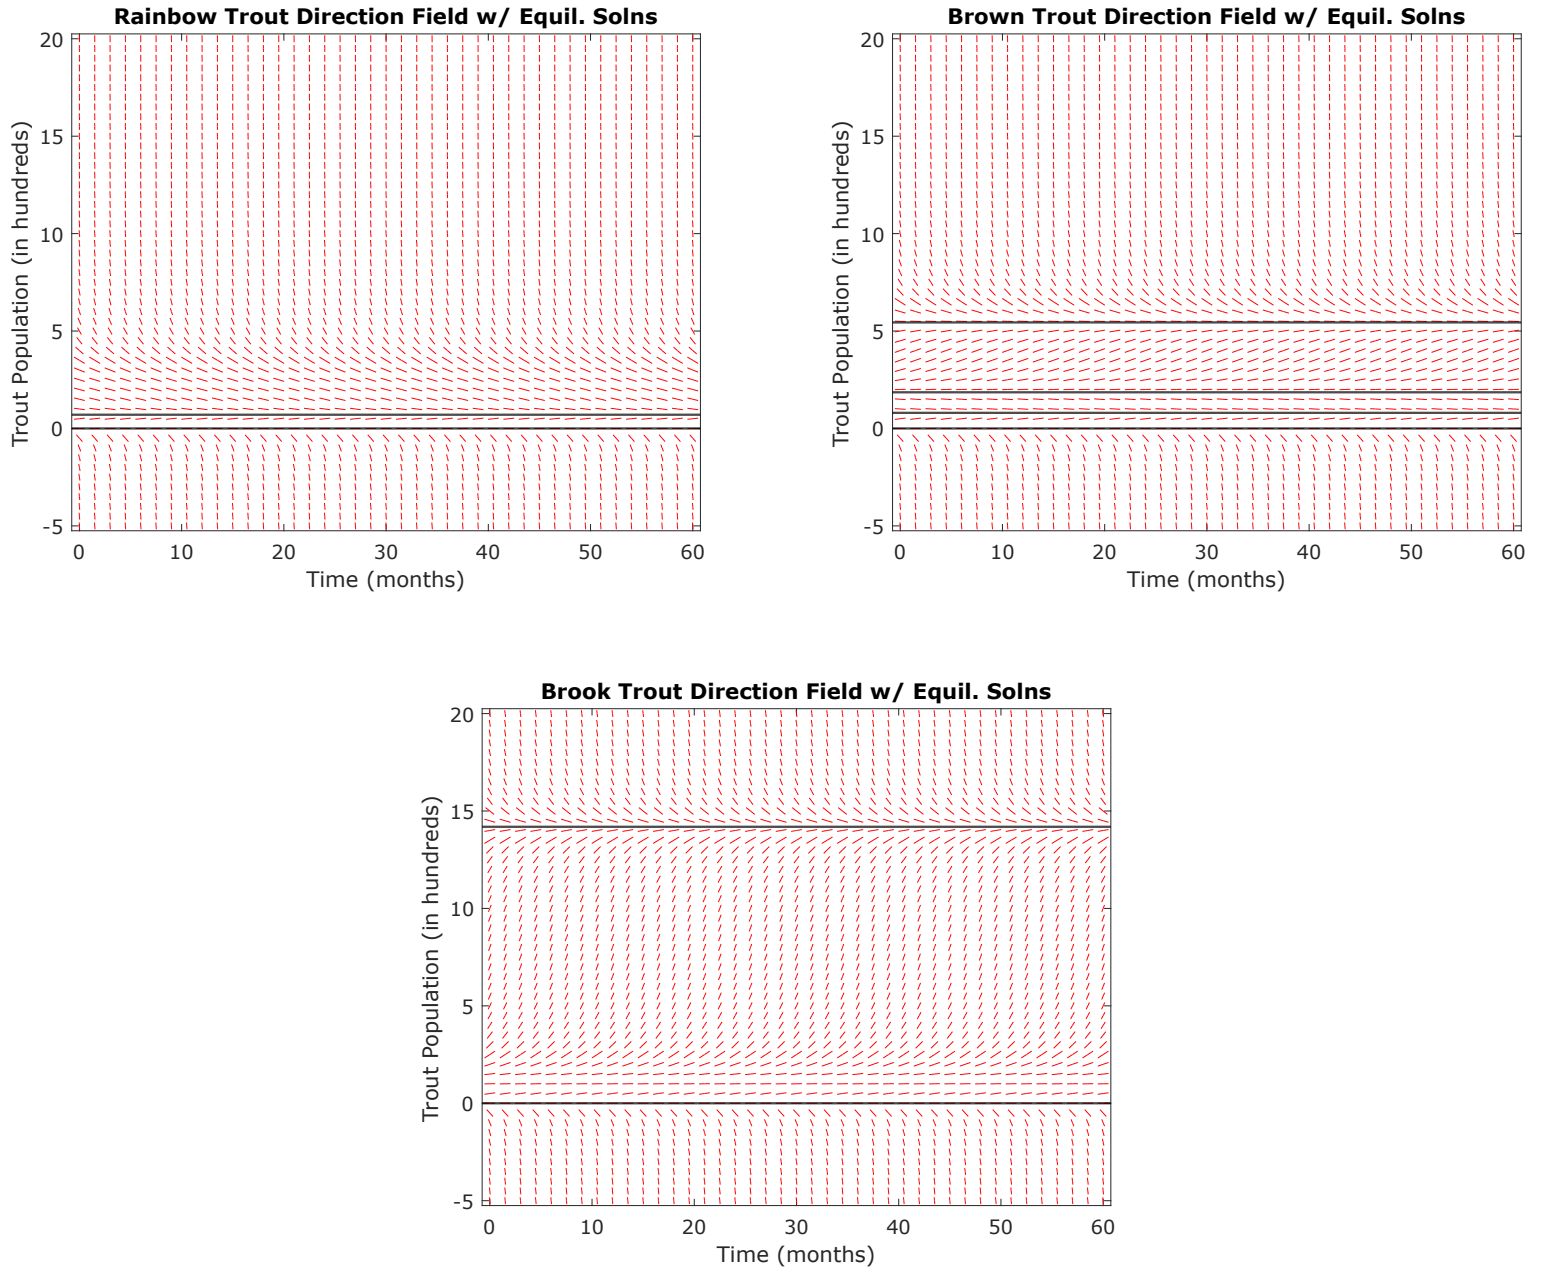 Rainbow Trout Direction Field w/ Equil. Solns
20
15
10
5
0
-5
Trout Population (in hundreds)
0 10 20 30 40 50 60
Time (months)
Brown Trout Direction Field w/ Equil. Solns
20
15
10
5
0
-5
Trout Population (in hundreds)
0 10 20 30 40 50 60
Time (months)
Brook Trout Direction Field w/ Equil. Solns
20
15
10
5
0
-5
Trout Population (in hundreds)
0 10 20 30 40 50 60
Time (months)